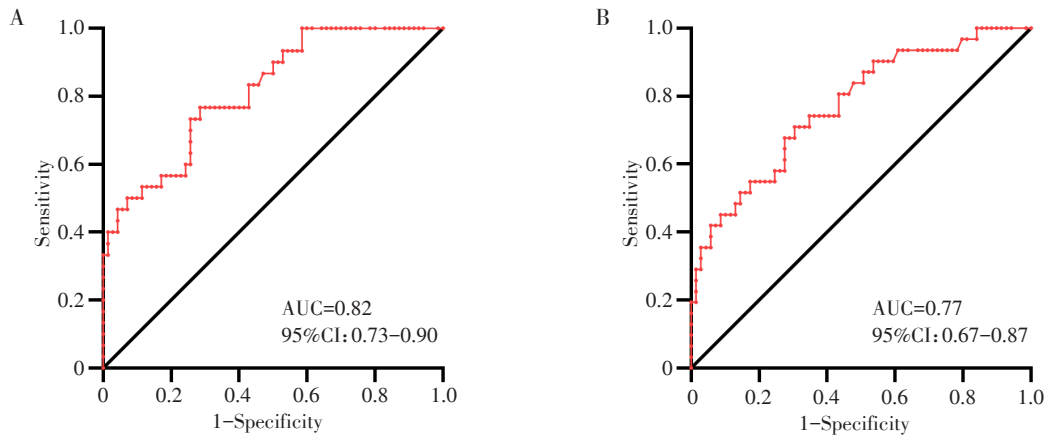 A
1.0
0.8
0.6
0.4
0.2
0
Sensitivity
AUC=0.82
95%CI:0.73−0.90
0 0.2 0.4 0.6 0.8 1.0
1−Specificity
B
1.0
0.8
0.6
0.4
0.2
0
Sensitivity
AUC=0.77
95%CI:0.67−0.87
0 0.2 0.4 0.6 0.8 1.0
1−Specificity